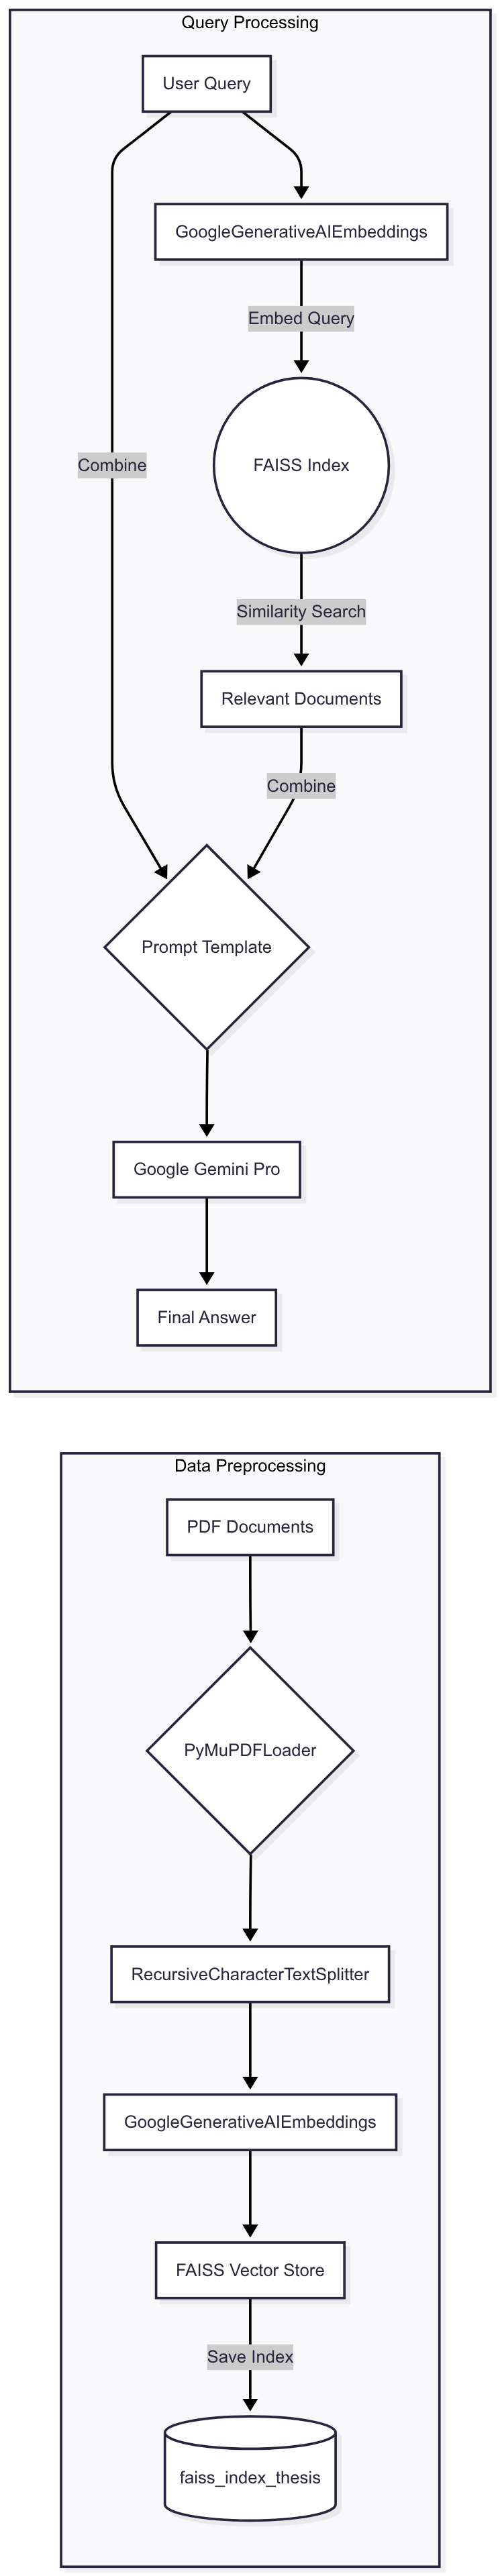 Query Processing
User Query
GoogleGenerativeAIEmbeddings
Embed Query
FAISS Index
Combine
Similarity Search
Relevant Documents
Combine
Prompt Template
Google Gemini Pro
Final Answer
Data Preprocessing
PDF Documents
PyMuPDFLoader
RecursiveCharacterTextSplitter
GoogleGenerativeAIEmbeddings
FAISS Vector Store
Save Index
faiss_index_thesis